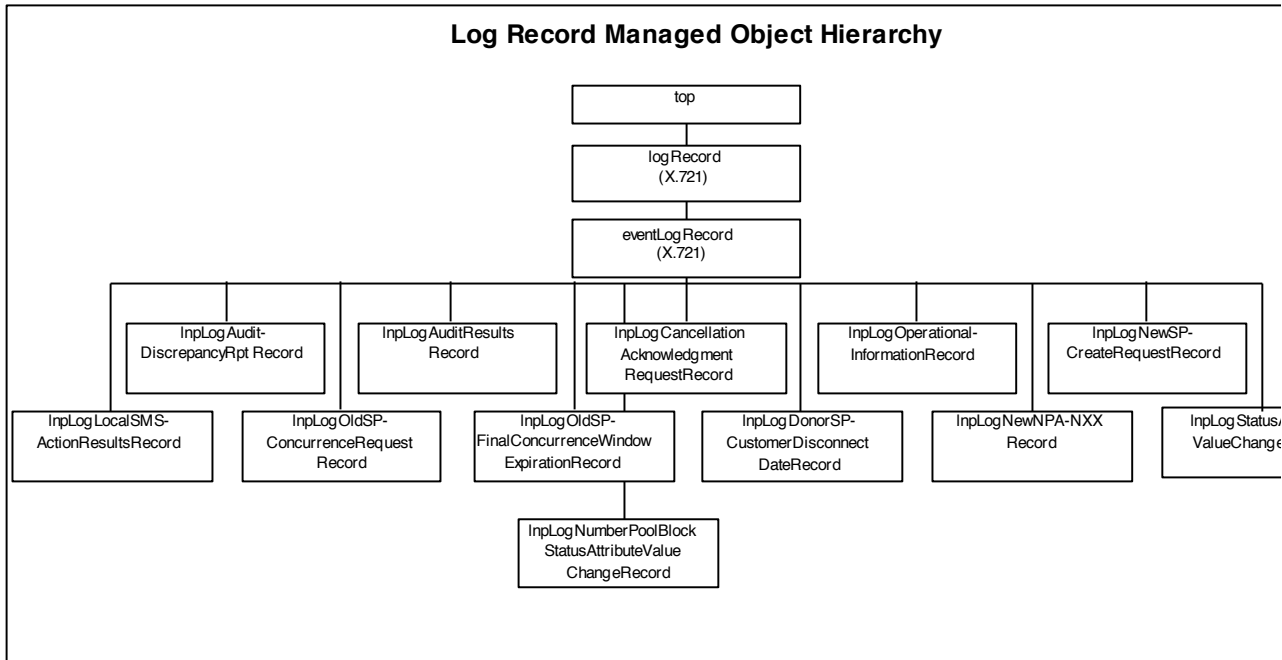 Log Record Managed Object Hierarchy
top
logRecord
(X.721)
eventLogRecord
(X.721)
lnpLogAudit-
DiscrepancyRpt Record
lnpLogAuditResults
Record
lnpLogCancellation
Acknowledgment
RequestRecord
lnpLogOperational-
InformationRecord
lnpLogNewSP-
CreateRequestRecord
lnpLogLocalSMS-
ActionResultsRecord
lnpLogOldSP-
ConcurrenceRequest
Record
lnpLogOldSP-
FinalConcurrenceWindow
ExpirationRecord
lnpLogDonorSP-
CustomerDisconnect
DateRecord
lnpLogNewNPA-NXX
Record
lnpLogStatusA
ValueChange
lnpLogNumberPoolBlock
StatusAttributeValue
ChangeRecord